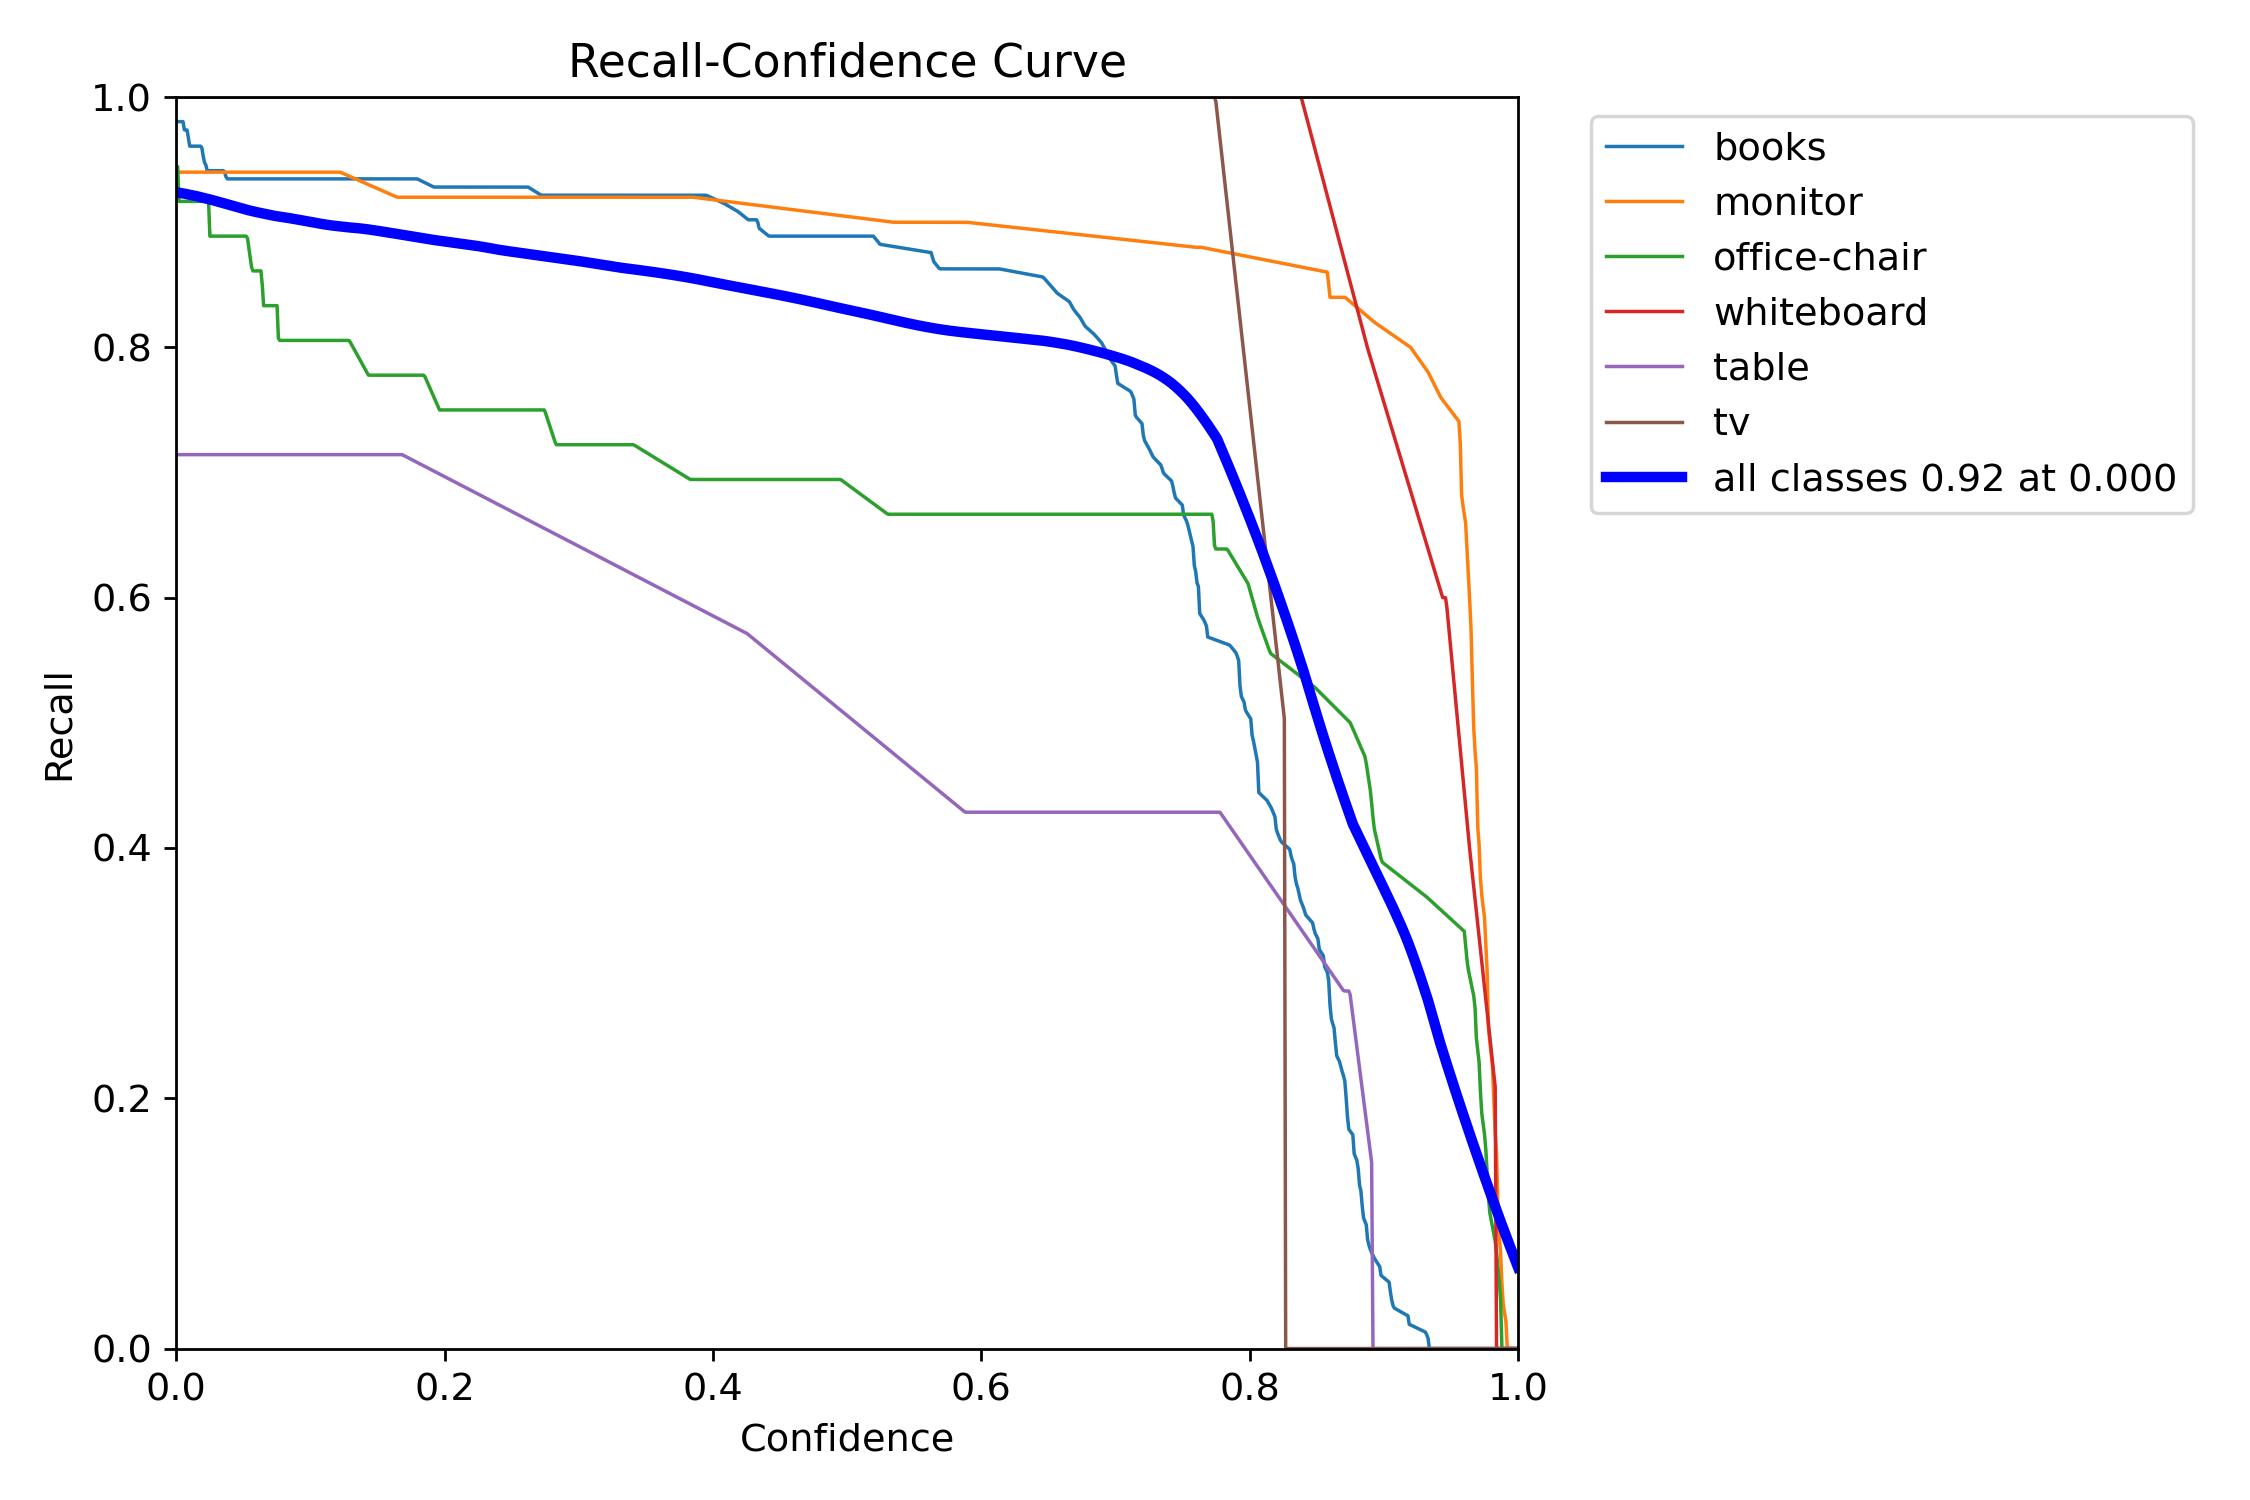 Recall-Confidence Curve
1.0
0.8
0.6
0.4
0.2
0.0
Recall
0.0 0.2 0.4 0.6 0.8 1.0
Confidence
books
monitor
office-chair
whiteboard
table
tv
all classes 0.92 at 0.000